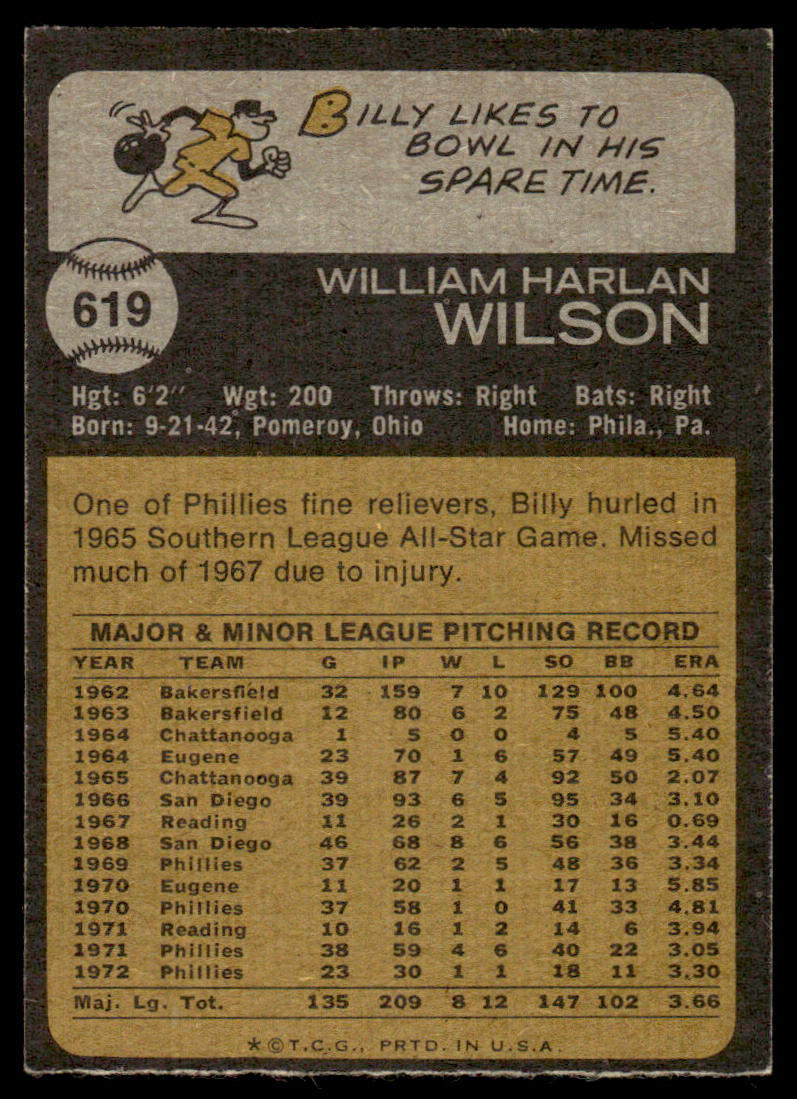 BILLY LIKES TO
BOWL IN HIS
SPARE TIME.
619
WILLIAM HARLAN
WILSON
Hgt: 6'2" Wgt: 200 Throws: Right Bats: Right
Born: 9-21-42, Pomeroy, Ohio Home: Phila., Pa.
One of Phillies fine relievers, Billy hurled in
1965 Southern League All-Star Game. Missed
much of 1967 due to injury.
MAJOR & MINOR LEAGUE PITCHING RECORD
YEAR TEAM G IP W L SO BB ERA
1962 Bakersfield 32 159 7 10 129 100 4.64
1963 Bakersfield 12 80 6 2 75 48 4.50
1964 Chattanooga 1 5 0 0 4 5 5.40
1964 Eugene 23 70 1 6 57 49 5.40
1965 Chattanooga 39 87 7 4 92 50 2.07
1966 San Diego 39 93 6 5 95 34 3.10
1967 Reading 11 26 2 1 30 16 0.69
1968 San Diego 46 68 8 6 56 38 3.44
1969 Phillies 37 62 2 5 48 36 3.34
1970 Eugene 11 20 1 1 17 13 5.85
1970 Phillies 37 58 1 0 41 33 4.81
1971 Reading 10 16 1 2 14 6 3.94
1971 Phillies 38 59 4 6 40 22 3.05
1972 Phillies 23 30 1 1 18 11 3.30
Maj. Lg. Tot. 135 209 8 12 147 102 3.66
*©T.C.G., PRTD. IN U.S.A.